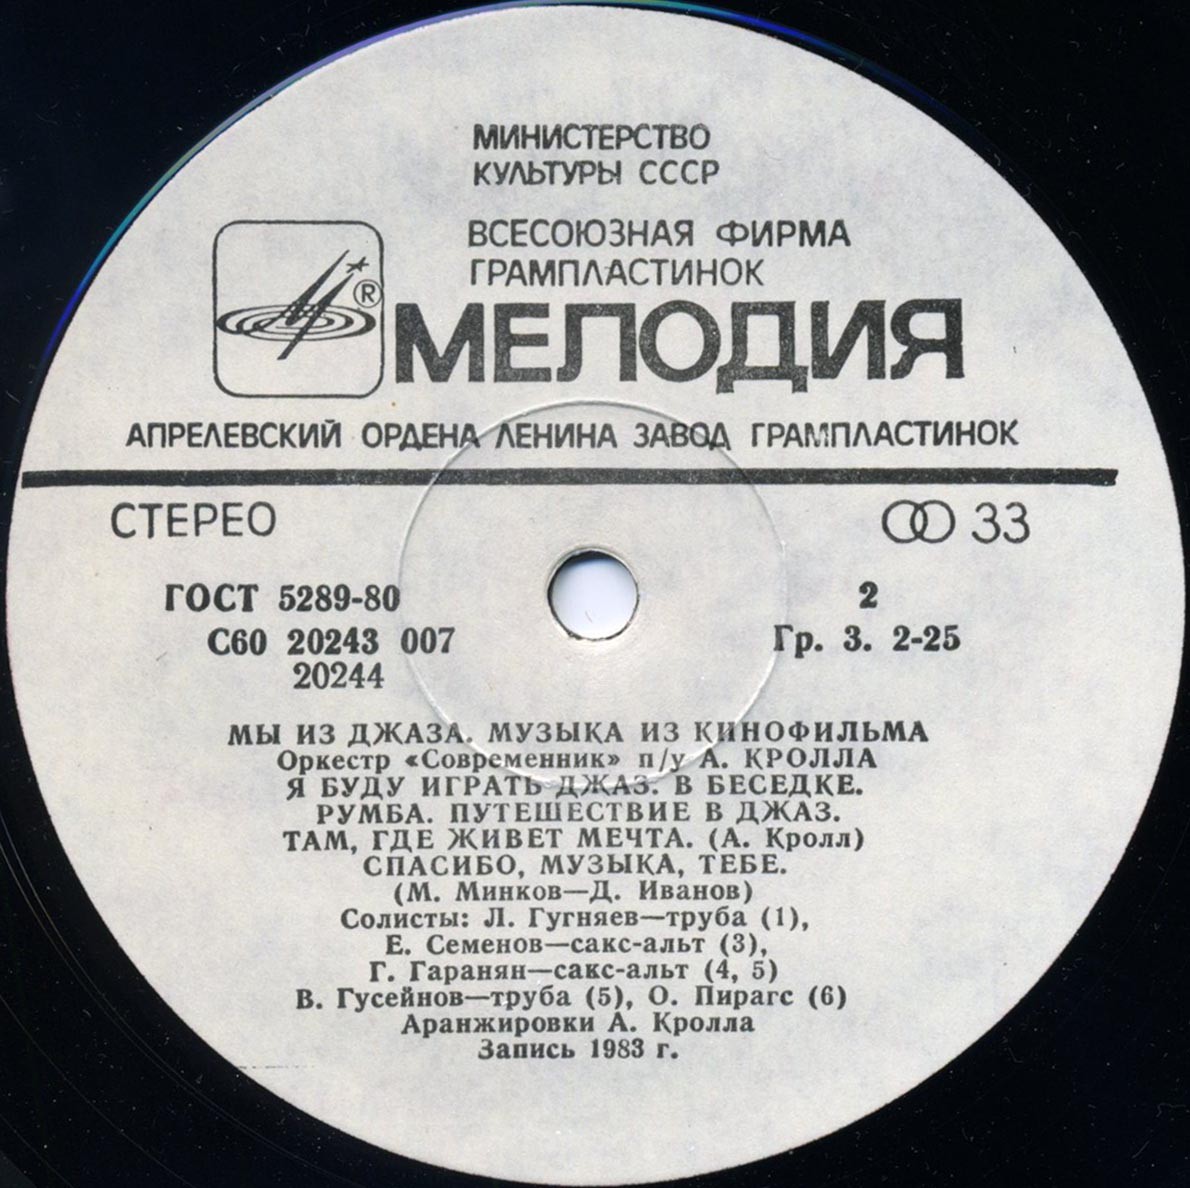 МИНИСТЕРСТВО
КУЛЬТУРЫ СССР
ВСЕСОЮЗНАЯ ФИРМА
ГРАМПЛАСТИНОК
®
МЕЛОДИЯ
АПРЕЛЕВСКИЙ ОРДЕНА ЛЕНИНА ЗАВОД ГРАМПЛАСТИНОК
СТЕРЕО
33
ГОСТ 5289-80
2
С60 20243 007
Гр. 3. 2-25
20244
МЫ ИЗ ДЖАЗА. МУЗЫКА ИЗ КИНОФИЛЬМА
Оркестр «Современник» п/у А. КРОЛЛА
Я БУДУ ИГРАТЬ ДЖАЗ. В БЕСЕДКЕ.
РУМБА. ПУТЕШЕСТВИЕ В ДЖАЗ.
ТАМ, ГДЕ ЖИВЕТ МЕЧТА. (А. Кролл)
СПАСИБО, МУЗЫКА, ТЕБЕ.
(М. Минков—Д. Иванов)
Солисты: Л. Гугняев—труба (1),
Е. Семенов—сакс-альт (3),
Г. Гаранян—сакс-альт (4, 5)
В. Гусейнов—труба (5), О. Пирагс (6)
Аранжировки А. Кролла
Запись 1983 г.